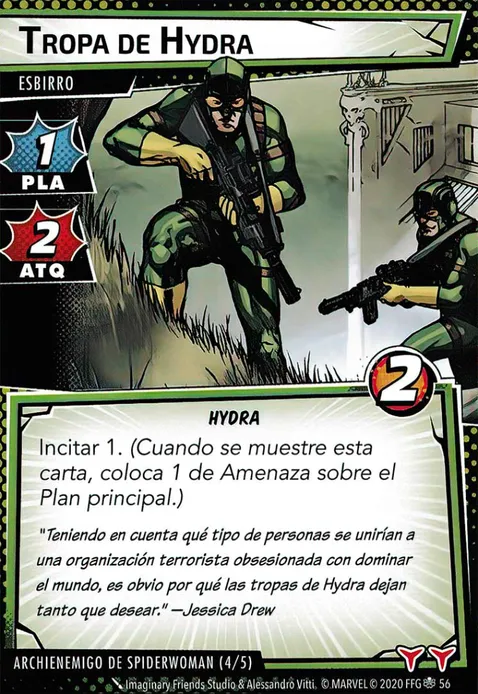 Tropa de Hydra
ESBIRRO
1
PLA
2
ATQ
2
HYDRA
Incitar 1. (Cuando se muestre esta
carta, coloca 1 de Amenaza sobre el
Plan principal.)
"Teniendo en cuenta qué tipo de personas se unirían a
una organización terrorista obsesionada con dominar
el mundo, es obvio por qué las tropas de Hydra dejan
tanto que desear." —Jessica Drew
ARCHIENEMIGO DE SPIDERWOMAN (4/5)
Imaginary Friends Studio & Alessandro Vitti. © MARVEL © 2020 FFG 56